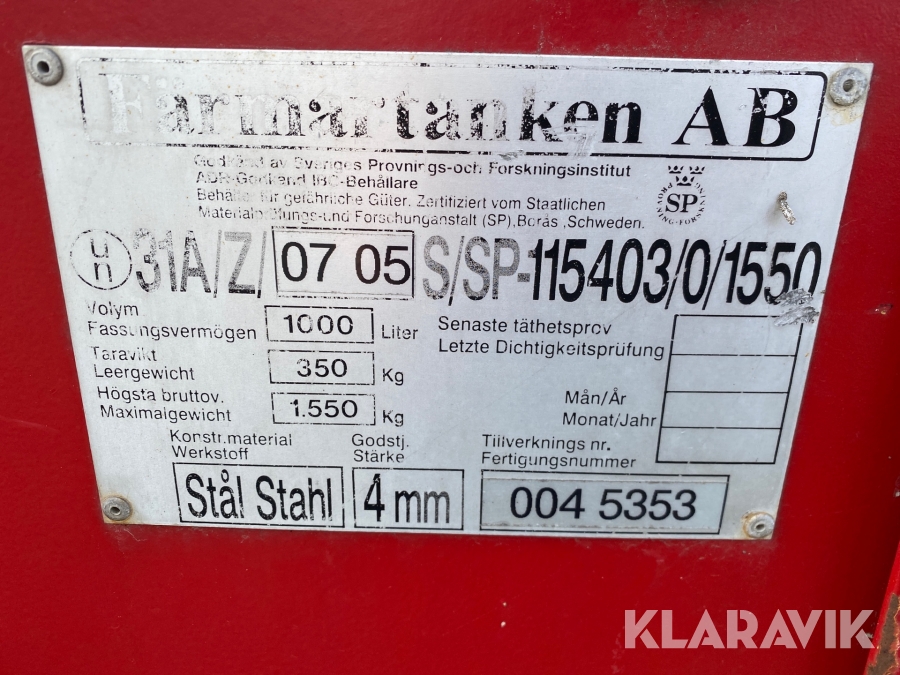 Farmartanken AB
Godkänd av Sveriges Provnings-och Forskningsinstitut
ADR-Godkend IBC-Behållare
Behälter für gerährliche Güter. Zertifiziert vom Staatlichen
Materialprüfungs-und Forschungsanstalt (SP),Borås ,Schweden.
SP
un 31A/Z/ 07 05 S/SP-115403/0/1550
Volym
Fassungsvermögen 1000 Liter
Taravikt
Leergewicht 350 Kg
Högsta bruttov.
Maximalgewicht 1.550 Kg
Senaste täthetsprov
Letzte Dichtigkeitsprüfung
Mån/År
Monat/Jahr
Konstr.material
Werkstoff
Stål Stahl
Godstj.
Stärke
4 mm
Tillverknings nr.
Fertigungsnummer
004 5353
KLARAVIK